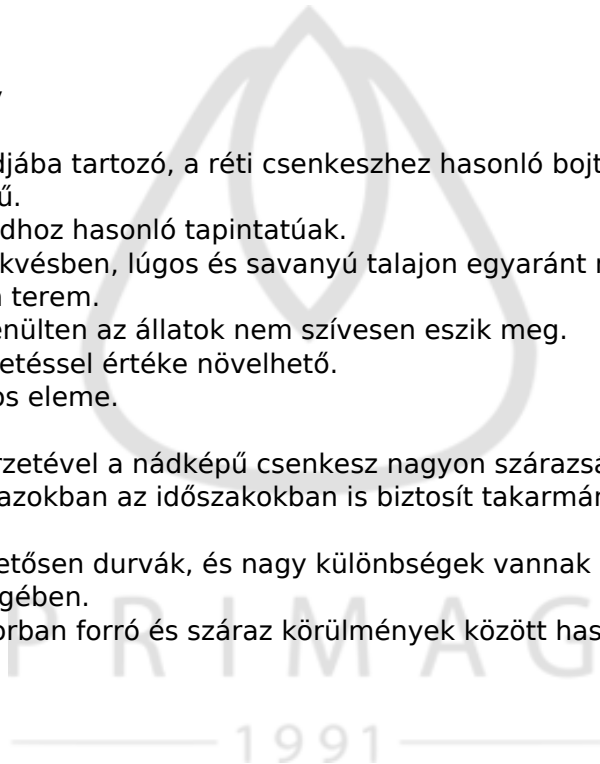 djába tartozó, a réti csenkeszhez hasonló bojt
ű.
dhoz hasonló tapintatúak.
kvésben, lúgos és savanyú talajon egyaránt
terem.
enülten az állatok nem szívesen eszik meg.
etéssel értéke növelhető.
os eleme.
rzetével a nádképű csenkesz nagyon szárazsá
azokban az időszakokban is biztosít takarmán
etősen durvák, és nagy különbségek vannak
gében.
orban forró és száraz körülmények között has
PRIMAG
1991